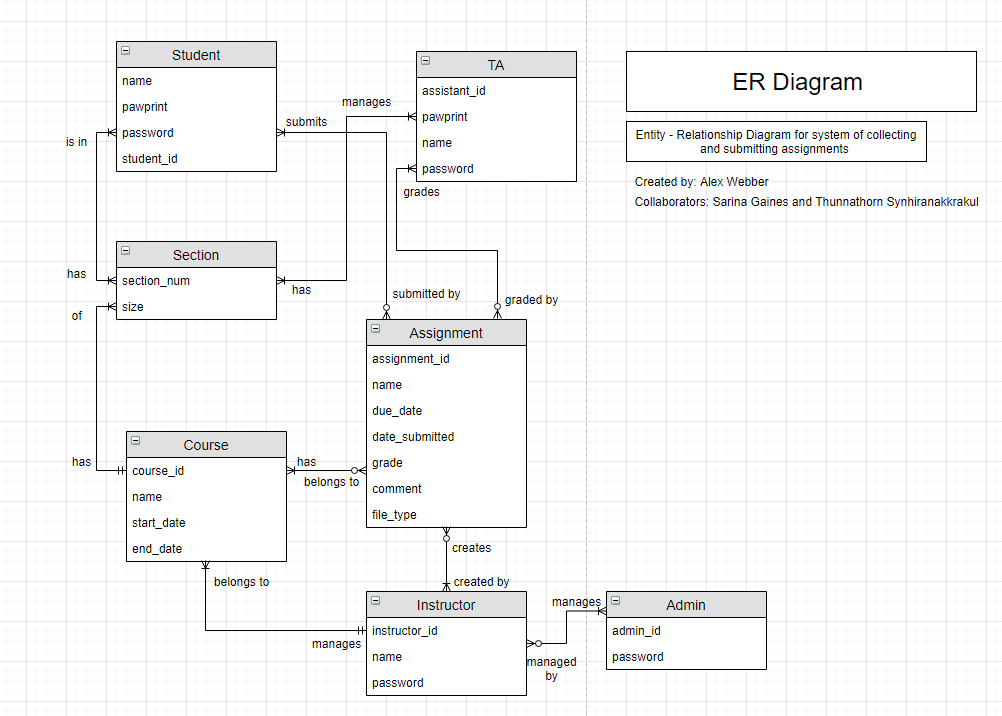 ER Diagram
Entity - Relationship Diagram for system of collecting
and submitting assignments
Created by: Alex Webber
Collaborators: Sarina Gaines and Thunnathorn Synhiranakkrakul
Student
name
pawprint
password
student_id
is in
submits
manages
TA
assistant_id
pawprint
name
password
grades
Section
section_num
size
has
has
of
submitted by
graded by
Assignment
assignment_id
name
due_date
date_submitted
grade
comment
file_type
Course
course_id
name
start_date
end_date
has
has
belongs to
belongs to
creates
created by
Instructor
instructor_id
name
password
manages
manages
managed
by
Admin
admin_id
password